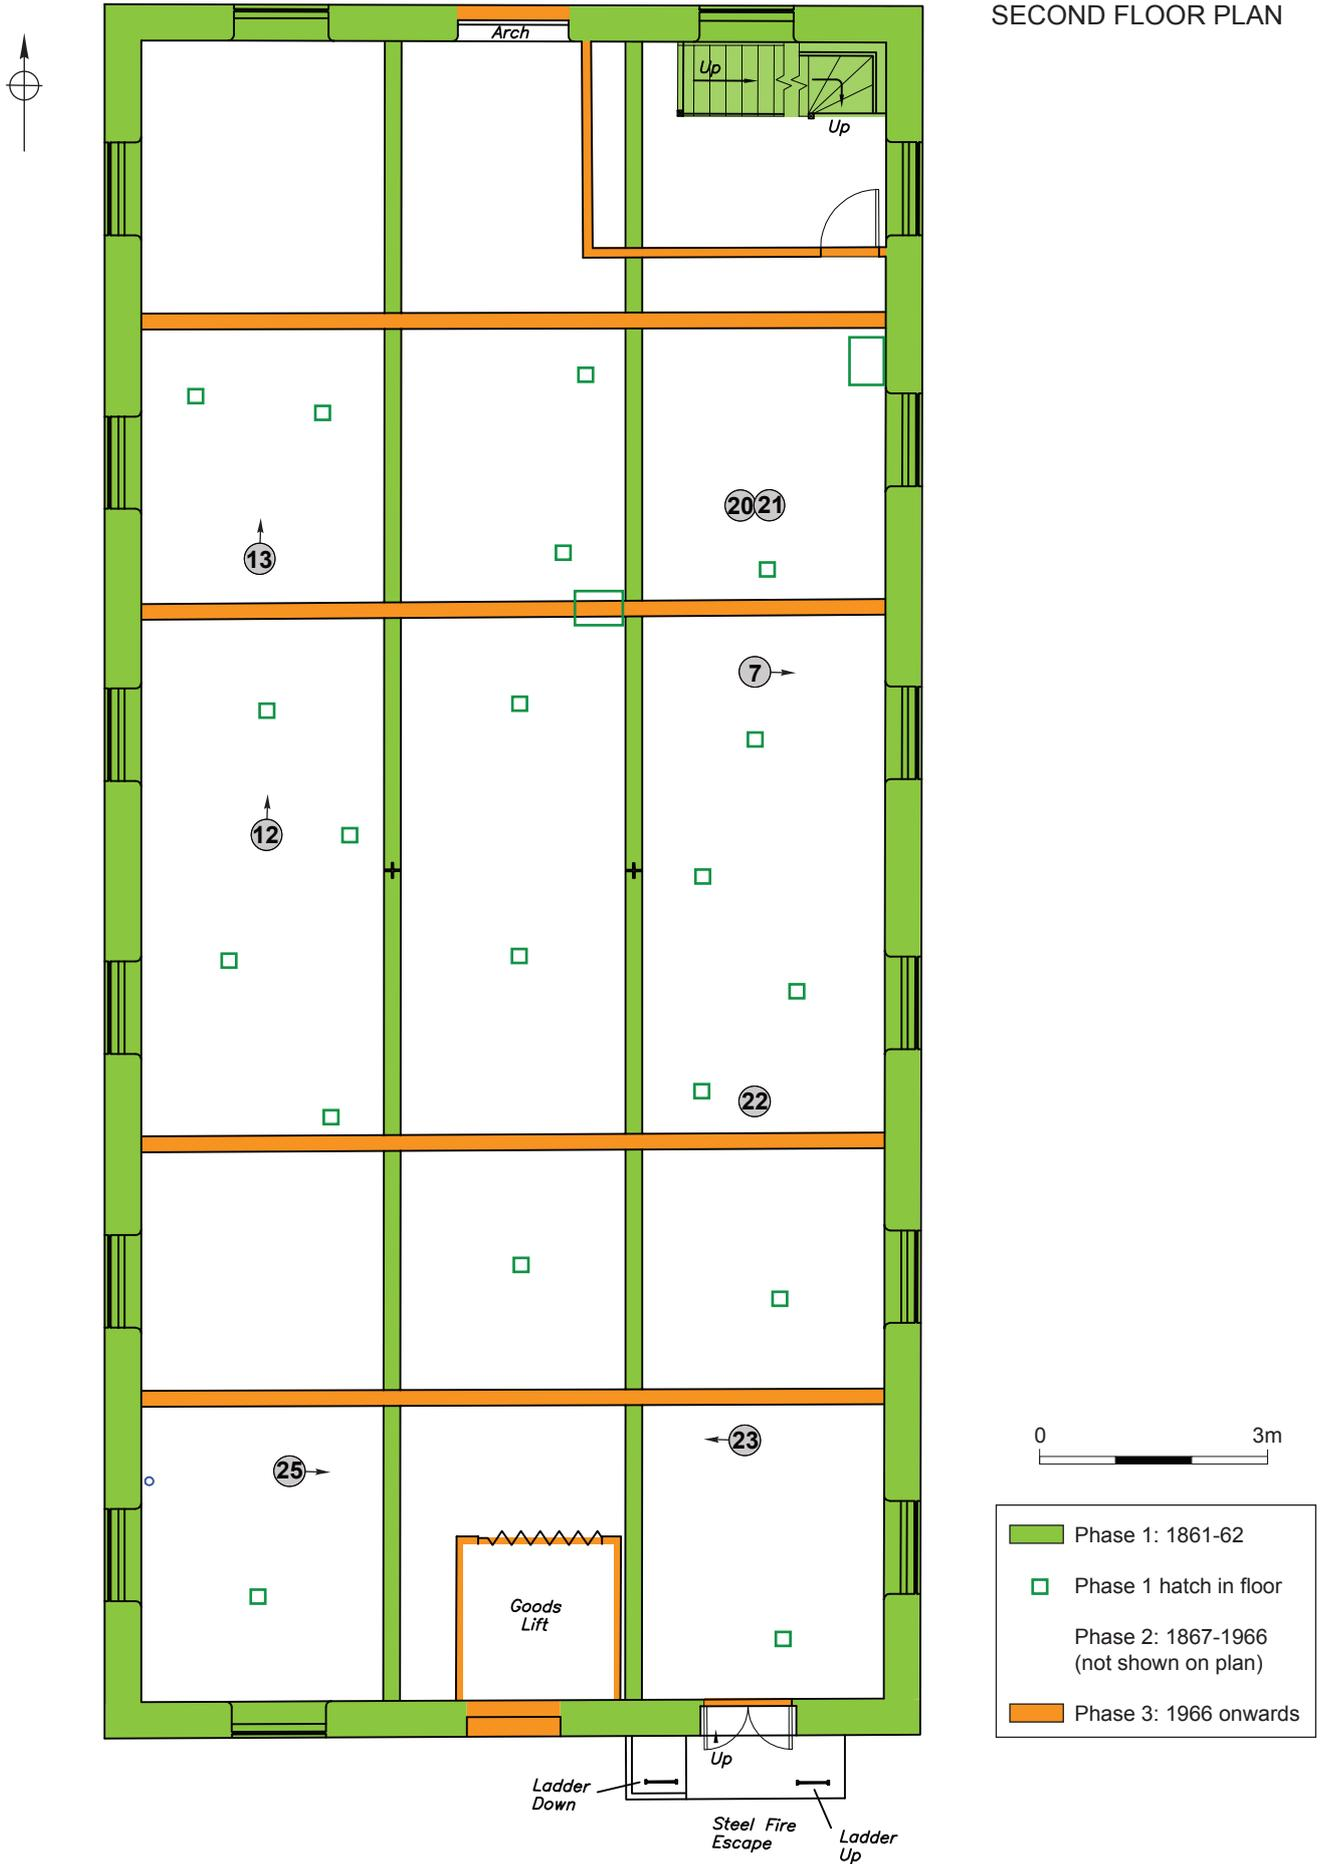 SECOND FLOOR PLAN
Arch
Up
Up
20 21
13
7
12
22
23
25
0 3m
Phase 1: 1861-62
Phase 1 hatch in floor
Phase 2: 1867-1966
(not shown on plan)
Phase 3: 1966 onwards
Goods
Lift
Up
Ladder
Down
Steel Fire
Escape
Ladder
Up